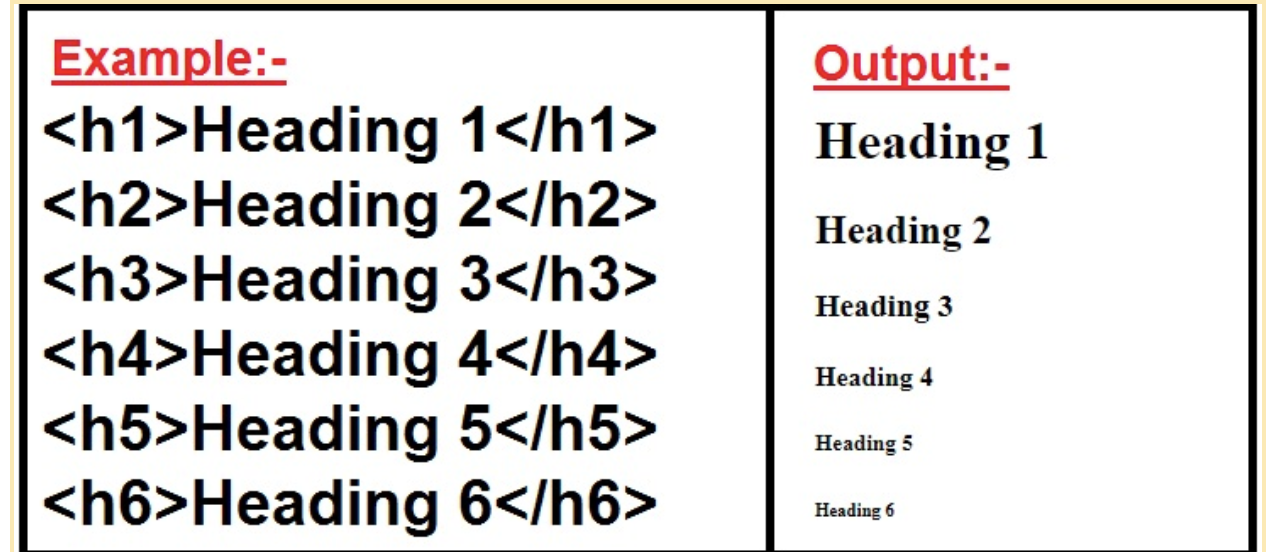 Example:-
<h1>Heading 1</h1>
<h2>Heading 2</h2>
<h3>Heading 3</h3>
<h4>Heading 4</h4>
<h5>Heading 5</h5>
<h6>Heading 6</h6>
Output:-
Heading 1
Heading 2
Heading 3
Heading 4
Heading 5
Heading 6